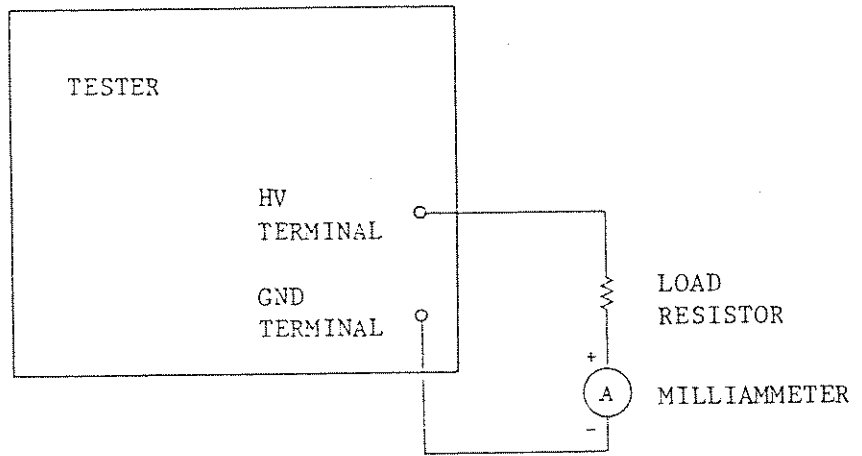 TESTER
HV
TERMINAL
GND
TERMINAL
LOAD
RESISTOR
+
A
-
MILLIAMMETER